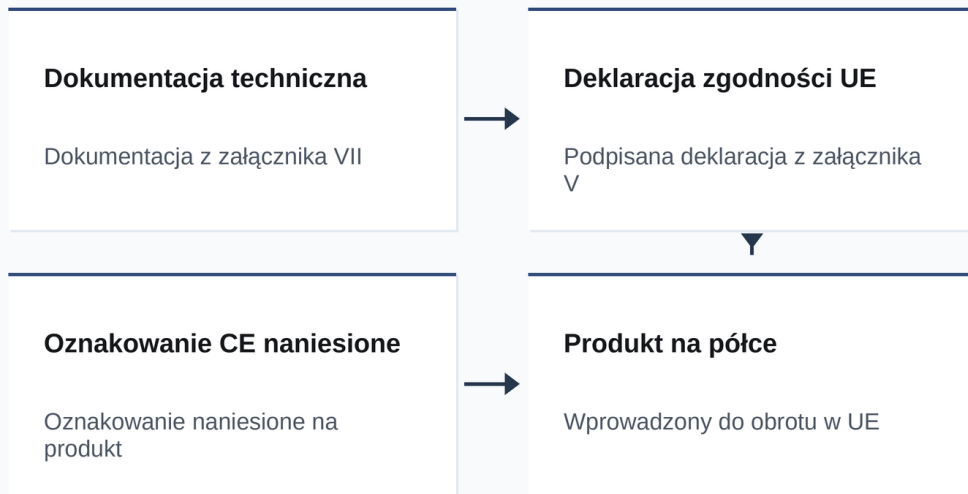 Dokumentacja techniczna
Dokumentacja z załącznika VII
Deklaracja zgodności UE
Podpisana deklaracja z załącznika
V
Oznakowanie CE naniesione
Oznakowanie naniesione na
produkt
Produkt na półce
Wprowadzony do obrotu w UE